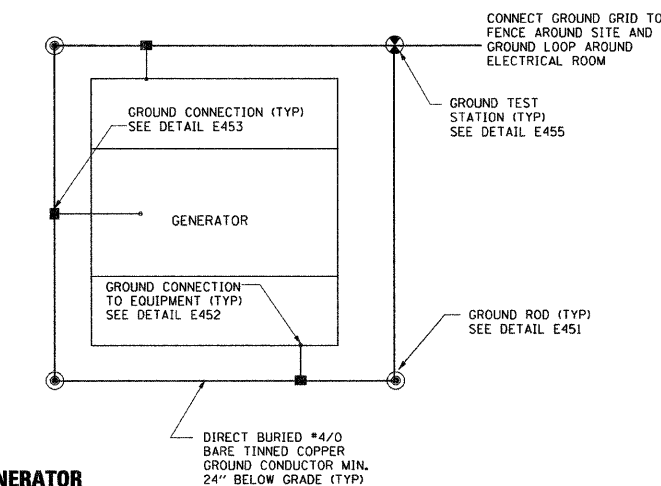 CONNECT GROUND GRID TO
FENCE AROUND SITE AND
GROUND LOOP AROUND
ELECTRICAL ROOM
GROUND CONNECTION (TYP)
SEE DETAIL E453
GROUND TEST
STATION (TYP)
SEE DETAIL E455
GENERATOR
GROUND CONNECTION
TO EQUIPMENT (TYP)
SEE DETAIL E452
GROUND ROD (TYP)
SEE DETAIL E451
DIRECT BURIED #4/0
BARE TINNED COPPER
GROUND CONDUCTOR MIN.
24" BELOW GRADE (TYP)
NERATOR